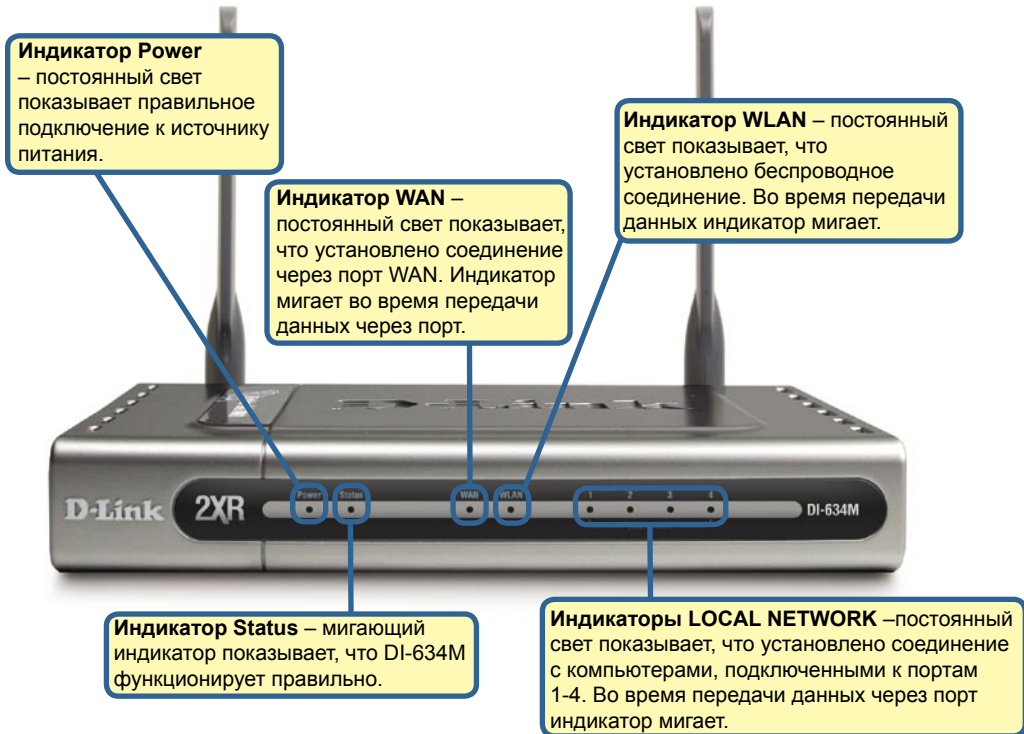 Индикатор Power
– постоянный свет
показывает правильное
подключение к источнику
питания.
Индикатор WLAN – постоянный
свет показывает, что
установлено беспроводное
соединение. Во время передачи
данных индикатор мигает.
Индикатор WAN –
постоянный свет показывает,
что установлено соединение
через порт WAN. Индикатор
мигает во время передачи
данных через порт.
D-Link
D-Link 2XR Power Status WAN WLAN 1 2 3 4 DI-634M
Индикатор Status – мигающий
индикатор показывает, что DI-634M
функционирует правильно.
Индикаторы LOCAL NETWORK –постоянный
свет показывает, что установлено соединение
с компьютерами, подключенными к портам
1-4. Во время передачи данных через порт
индикатор мигает.